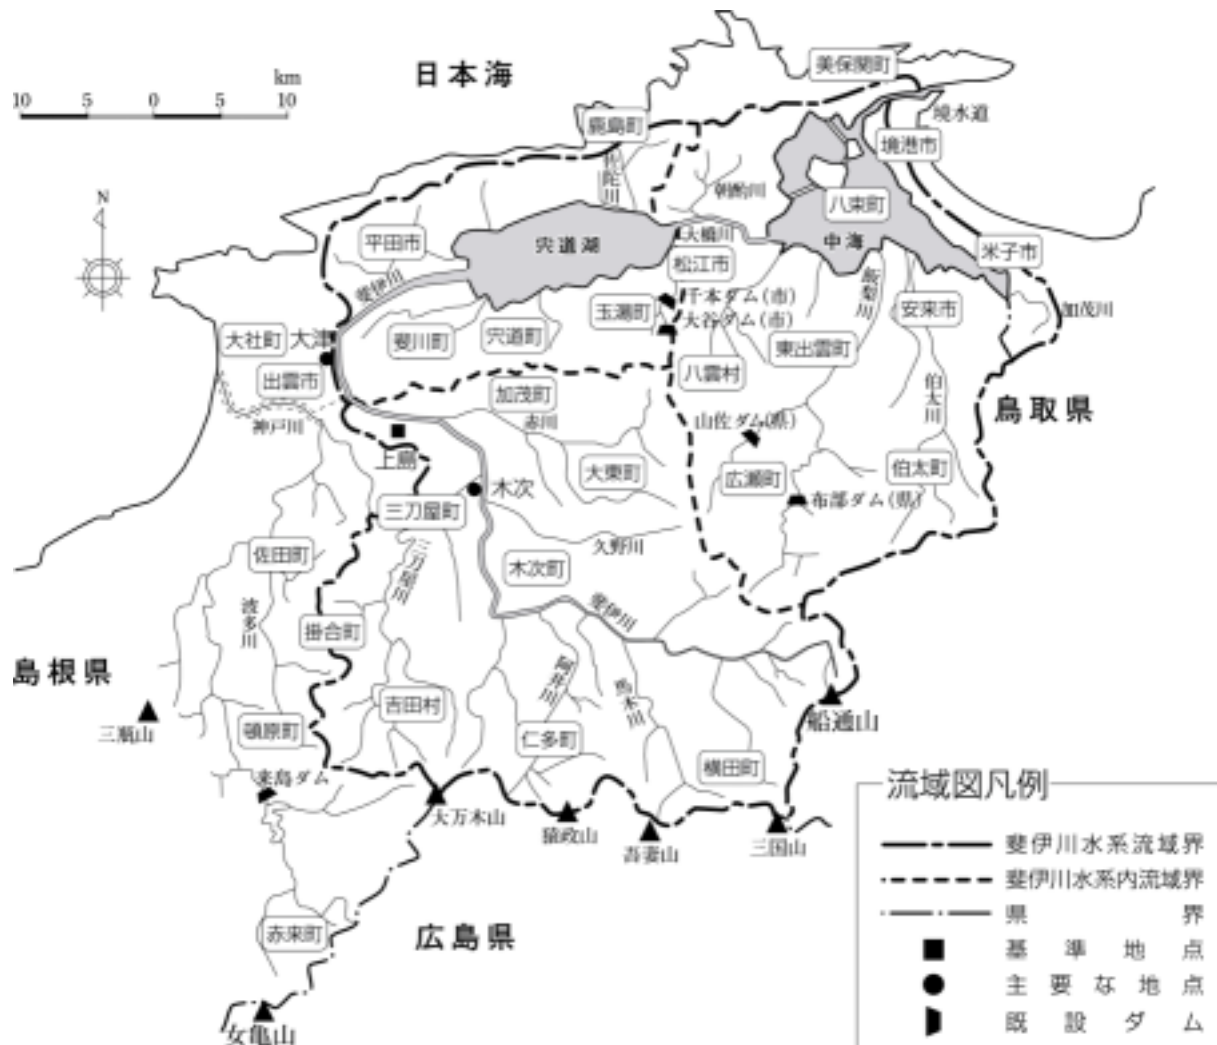 日本海
美保関町
km
10 5 0 5 10
境水道
鹿島町
境港市
佐陀川
朝酌川
八束町
N
平田市
宍道湖
大橋川
中海
米子市
松江市
飯梨川
斐伊川
千本ダム(市)
玉湯町
安来市
加茂川
大社町
大津
斐川町
宍道町
大谷ダム(市)
東出雲町
出雲市
八雲村
加茂町
伯太川
鳥取県
神戸川
赤川
山佐ダム(県)
上島
大東町
広瀬町
伯太町
木次
三刀屋町
布部ダム(県)
久野川
佐田町
三刀屋川
木次町
波多川
斐伊川
掛合町
島根県
阿井川
馬木川
吉田村
三瓶山
頓原町
仁多町
船通山
横田町
来島ダム
大万木山
猿政山
吾妻山
三国山
赤来町
広島県
女亀山
流域図凡例
斐伊川水系流域界
斐伊川水系内流域界
県界
基準地点
主要な地点
既設ダム